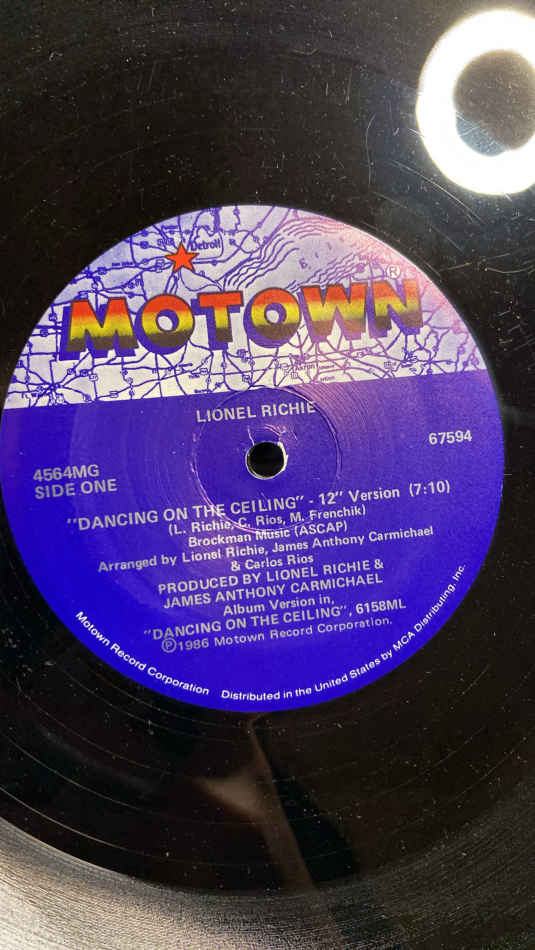 Detroit
MOTOWN®
Akron
LIONEL RICHIE
67594
4564MG
SIDE ONE
"DANCING ON THE CEILING" - 12" Version (7:10)
(L. Richie, C. Rios, M. Frenchik)
Brockman Music (ASCAP)
Arranged by Lionel Richie, James Anthony Carmichael
& Carlos Rios
PRODUCED BY LIONEL RICHIE &
JAMES ANTHONY CARMICHAEL
Album Version in,
"DANCING ON THE CEILING", 6158ML
Ⓟ1986 Motown Record Corporation.
Motown Record Corporation Distributed in the United States by MCA Distributing, Inc.